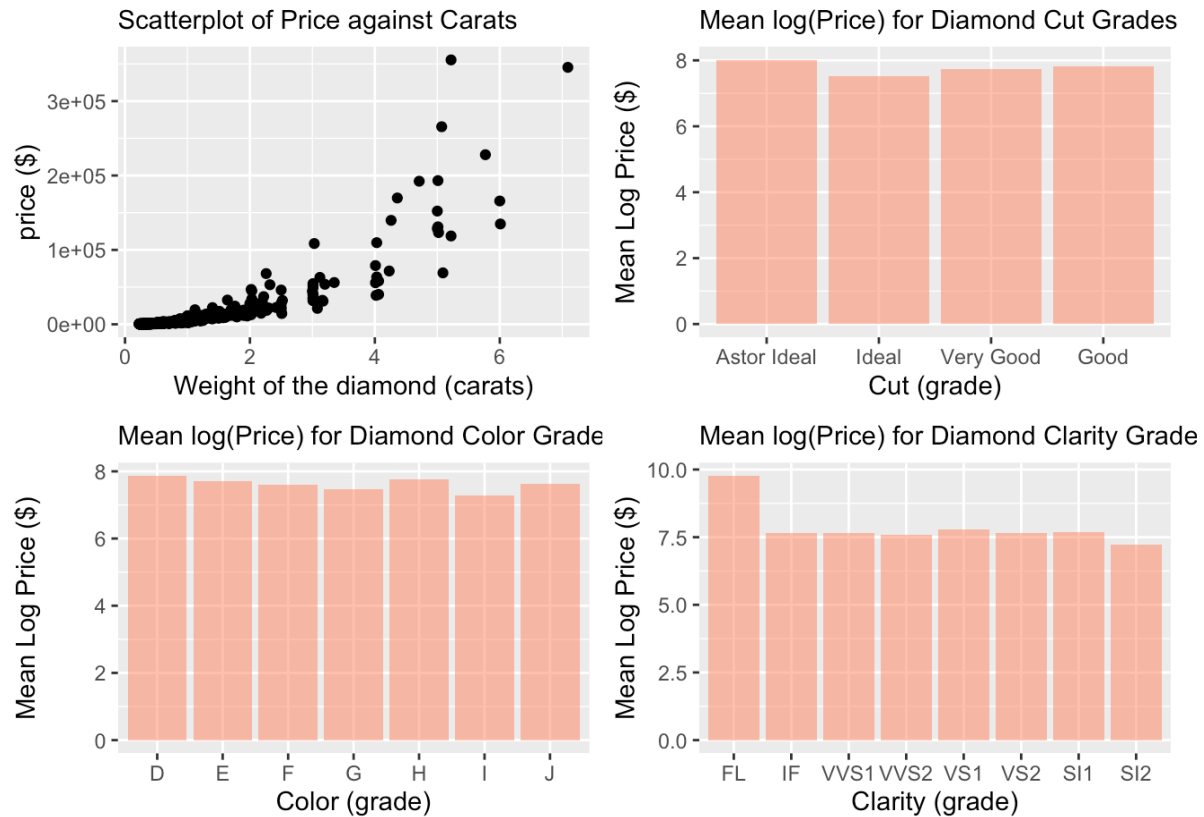 Scatterplot of Price against Carats
price ($)
3e+05
2e+05
1e+05
0e+00
0 2 4 6
Weight of the diamond (carats)
Mean log(Price) for Diamond Cut Grades
Mean Log Price ($)
8
6
4
2
0
Astor Ideal Ideal Very Good Good
Cut (grade)
Mean log(Price) for Diamond Color Grade
Mean Log Price ($)
8
6
4
2
0
D E F G H I J
Color (grade)
Mean log(Price) for Diamond Clarity Grade
Mean Log Price ($)
10.0
7.5
5.0
2.5
0.0
FL IF VVS1 VVS2 VS1 VS2 SI1 SI2
Clarity (grade)